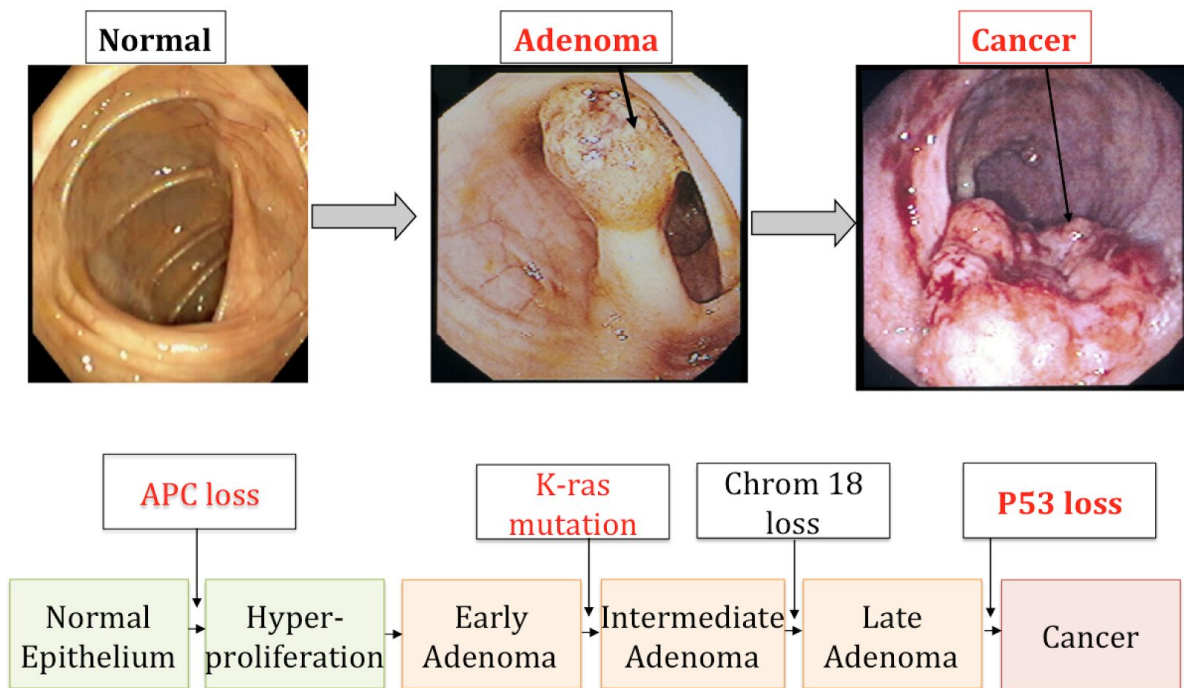 Normal
Adenoma
Cancer
APC loss
K-ras
mutation
Chrom 18
loss
P53 loss
Normal
Epithelium
Hyper-
proliferation
Early
Adenoma
Intermediate
Adenoma
Late
Adenoma
Cancer